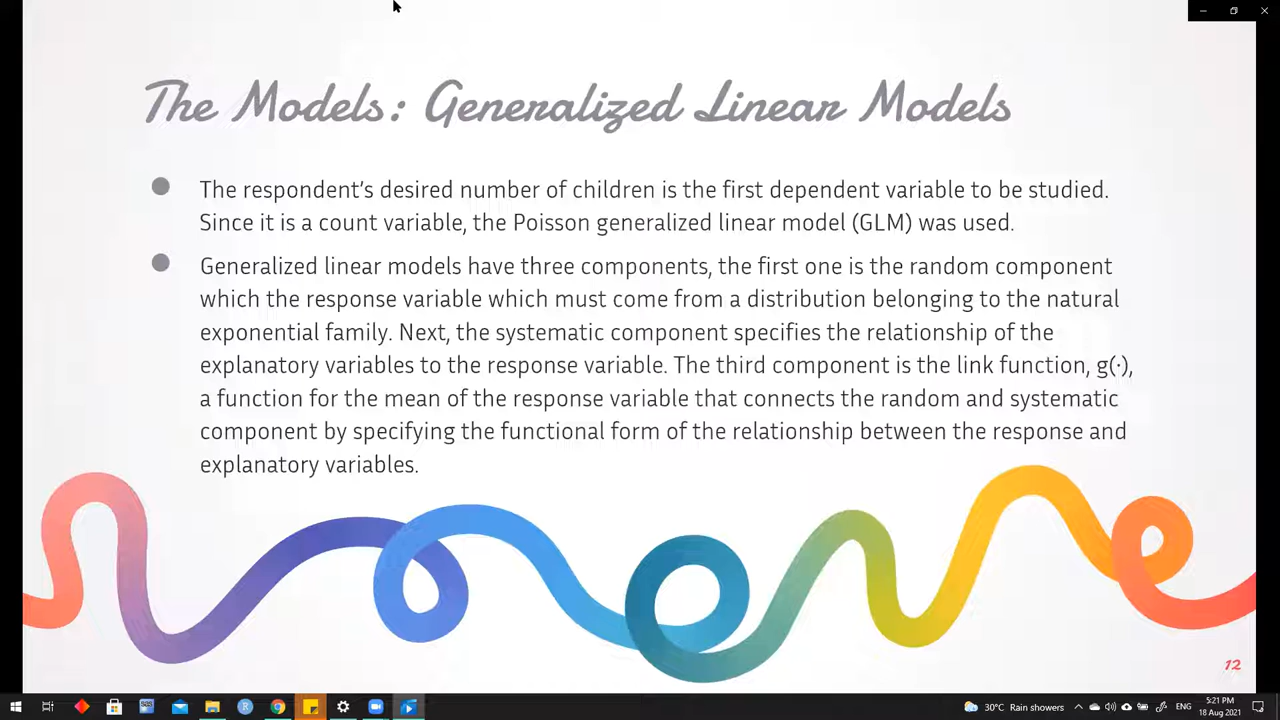 The Models: Generalized Linear Models
The respondent's desired number of children is the first dependent variable to be studied.
Since it is a count variable, the Poisson generalized linear model (GLM) was used.
Generalized linear models have three components, the first one is the random component
which the response variable which must come from a distribution belonging to the natural
exponential family. Next, the systematic component specifies the relationship of the
explanatory variables to the response variable. The third component is the link function, g(·),
a function for the mean of the response variable that connects the random and systematic
component by specifying the functional form of the relationship between the response and
explanatory variables.
12
30°C Rain showers
ENG
5:21 PM
18 Aug 2021